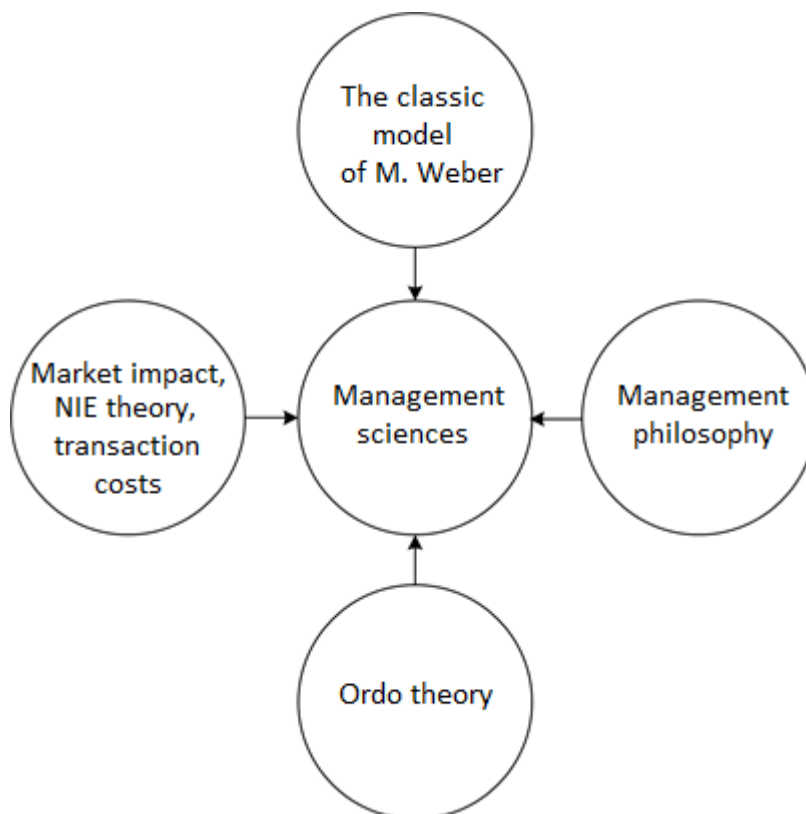 The classic
model
of M. Weber
Market impact,
NIE theory,
transaction
costs
Management
sciences
Management
philosophy
Ordo theory